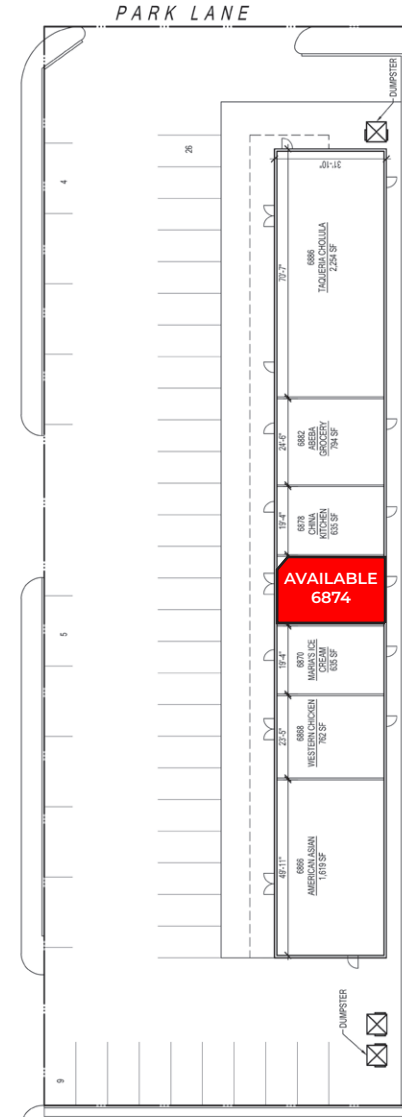 PARK LANE
DUMPSTER
26
4
31'-10"
70'-7"
6886
TAQUERIA CHOLULA
2,254 SF
24'-6"
6882
ABEBA
GROCERY
794 SF
19'-4"
6878
CHINA
KITCHEN
635 SF
AVAILABLE
6874
5
19'-4"
6870
MARIA'S ICE
CREAM
635 SF
23'-5"
6868
WESTERN CHICKEN
762 SF
49'-11"
6866
AMERICAN ASIAN
1,619 SF
DUMPSTER
9